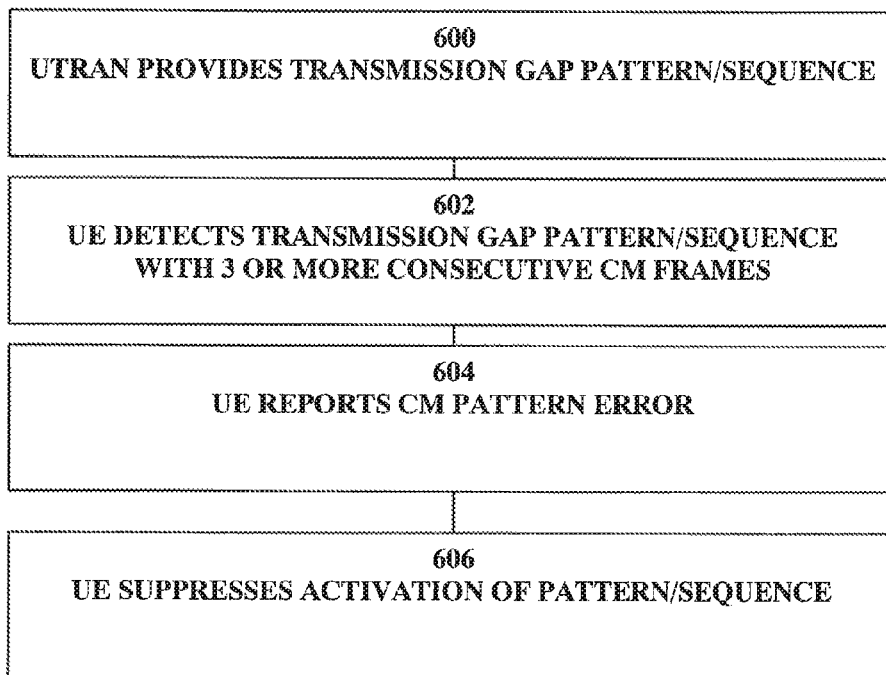 600
UTRAN PROVIDES TRANSMISSION GAP PATTERN/SEQUENCE
602
UE DETECTS TRANSMISSION GAP PATTERN/SEQUENCE
WITH 3 OR MORE CONSECUTIVE CM FRAMES
604
UE REPORTS CM PATTERN ERROR
606
UE SUPPRESSES ACTIVATION OF PATTERN/SEQUENCE